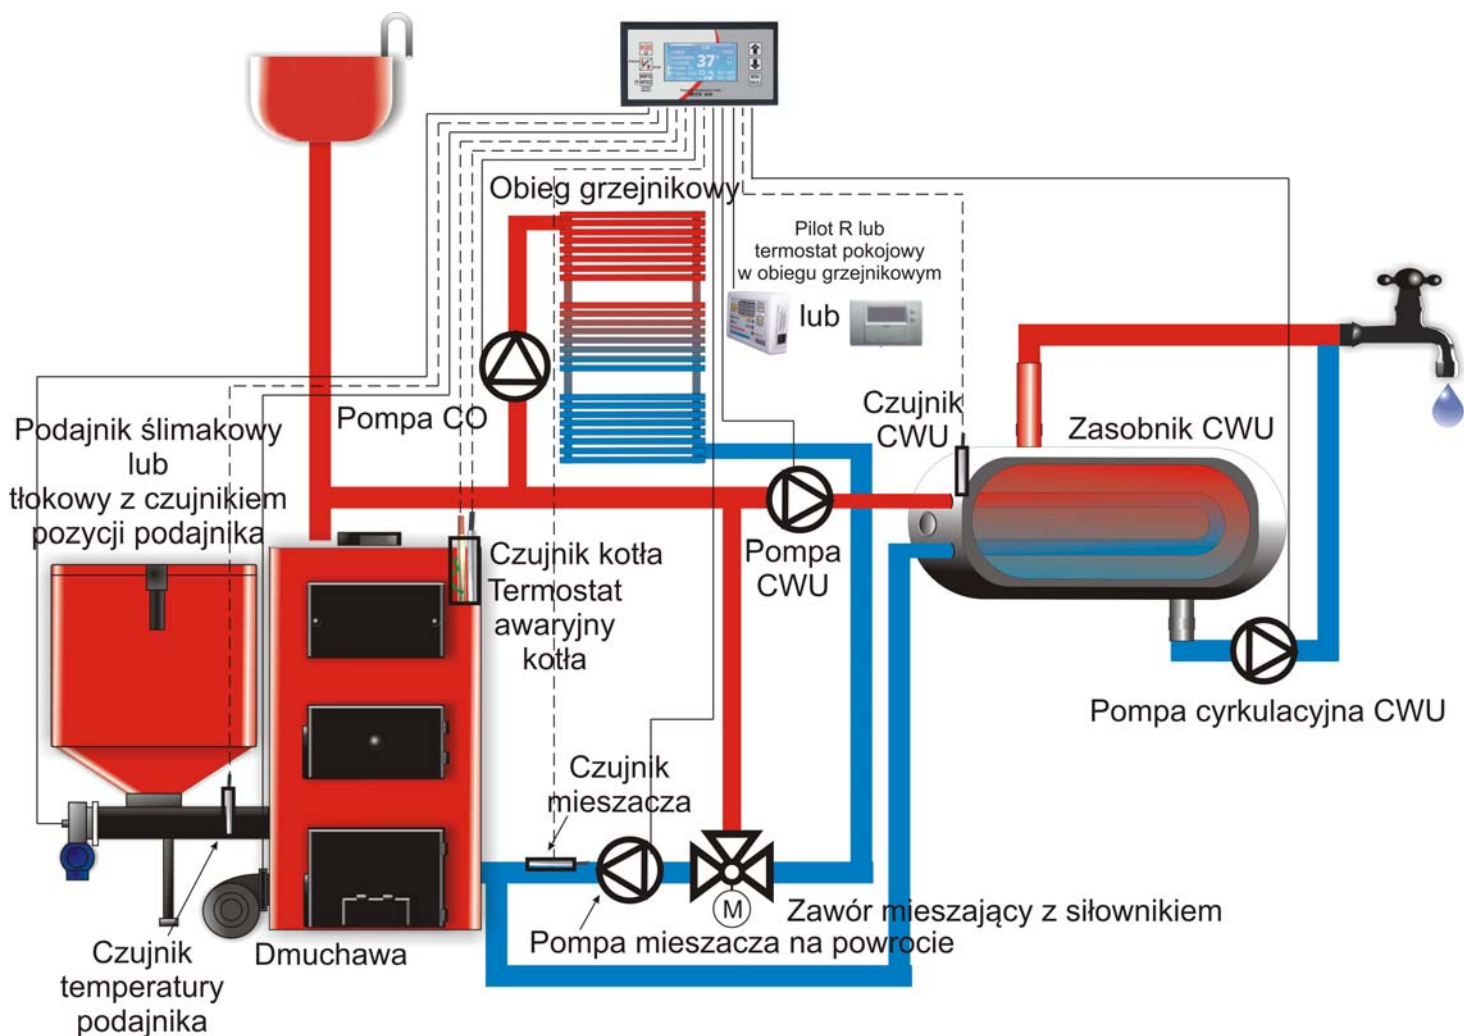 37°
INFO
Obieg grzejnikowy
Pilot R lub
termostat pokojowy
w obiegu grzejnikowym
lub
Pompa CO
Podajnik ślimakowy
lub
tłokowy z czujnikiem
pozycji podajnika
Czujnik
CWU
Zasobnik CWU
Czujnik kotła
Termostat
awaryjny
kotła
Pompa
CWU
Pompa cyrkulacyjna CWU
Czujnik
mieszacza
M
Zawór mieszający z siłownikiem
Pompa mieszacza na powrocie
Dmuchawa
Czujnik
temperatury
podajnika